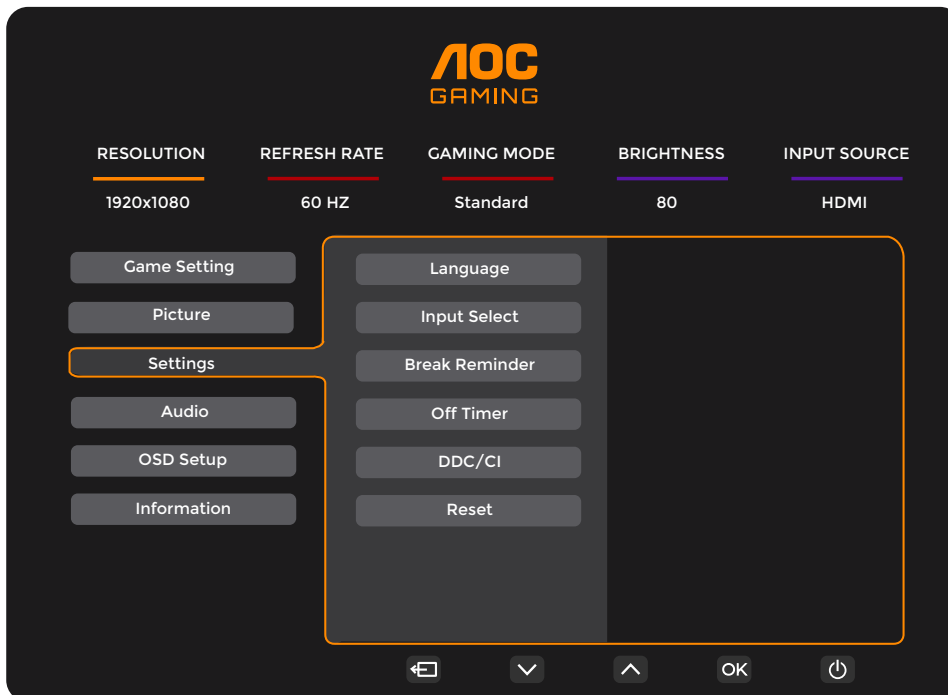 AOC
GAMING
RESOLUTION REFRESH RATE GAMING MODE BRIGHTNESS INPUT SOURCE
1920x1080 60 HZ Standard 80 HDMI
Game Setting
Picture
Settings
Audio
OSD Setup
Information
Language
Input Select
Break Reminder
Off Timer
DDC/CI
Reset
OK